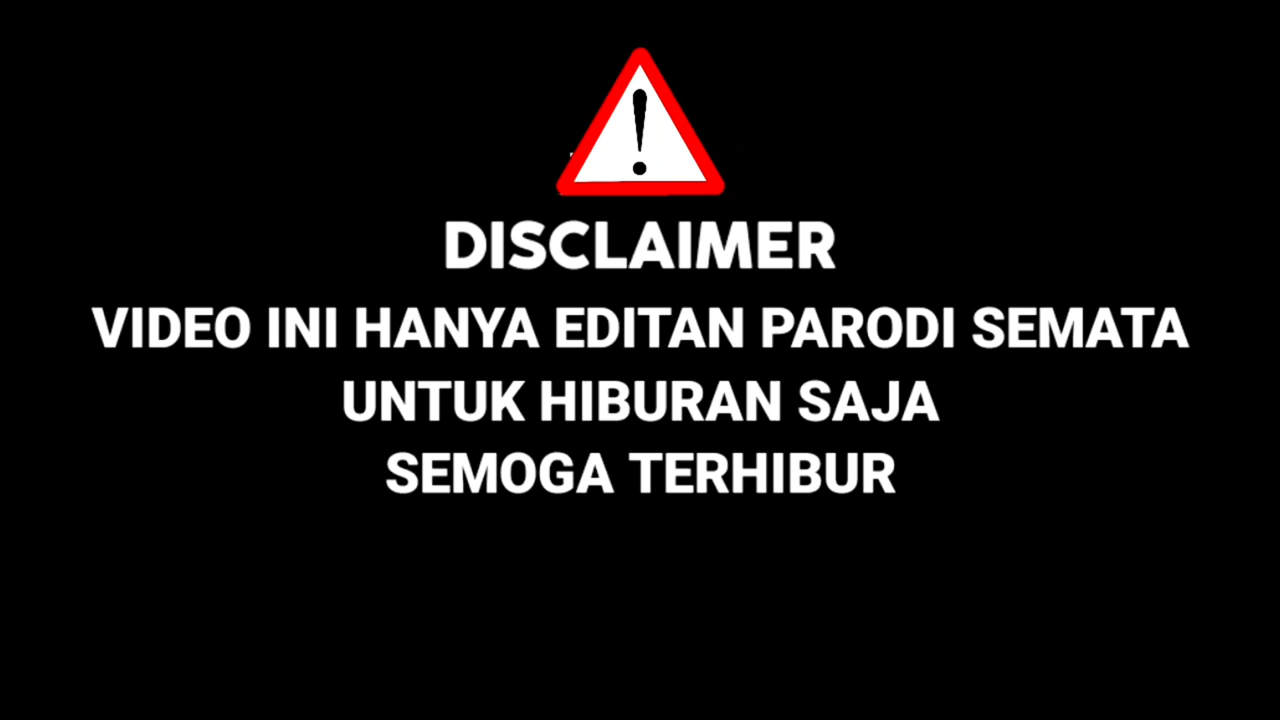 DISCLAIMER
VIDEO INI HANYA EDITAN PARODI SEMATA
UNTUK HIBURAN SAJA
SEMOGA TERHIBUR